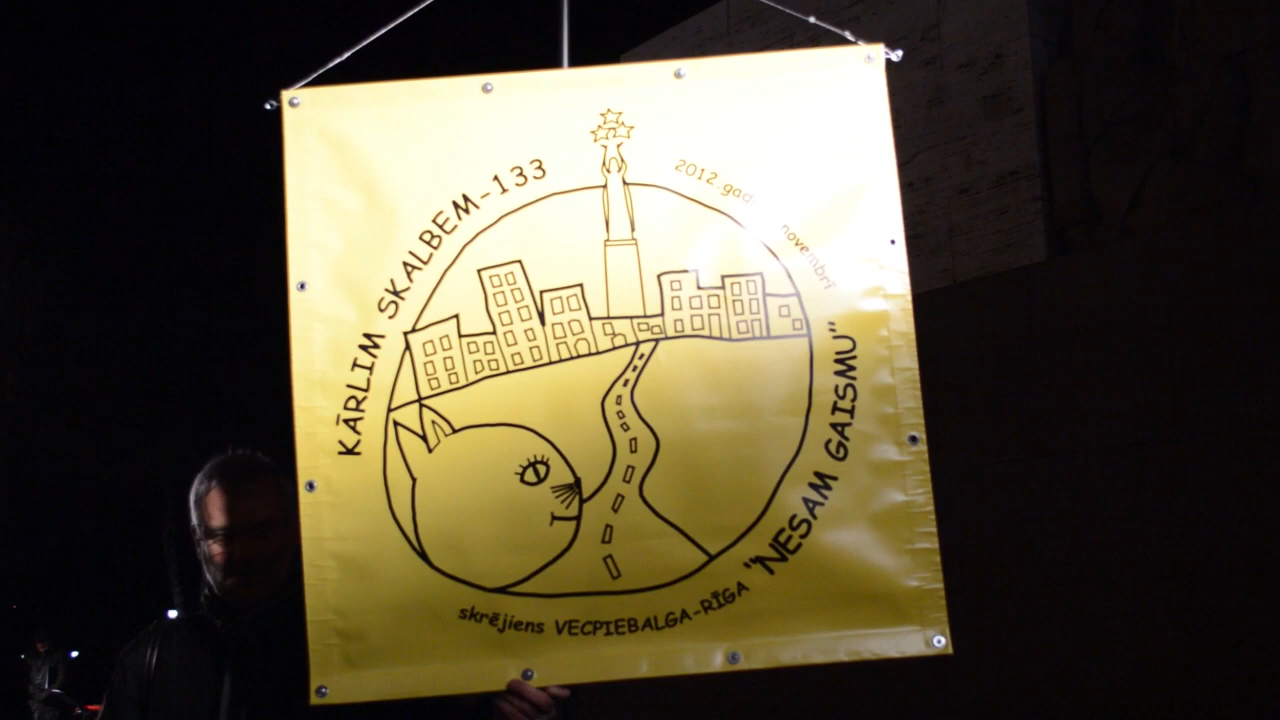 KĀRLIM SKALBEM-133
2012.gada novembrī
"NESAM GAISMU"
skrējiens VECPIEBALGA-RĪGA